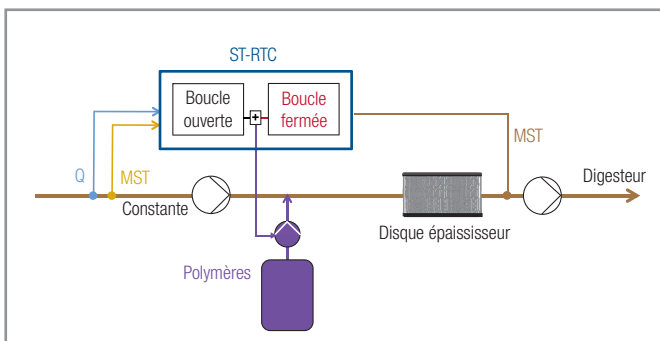 ST-RTC
Boucle
ouverte
+
Boucle
fermée
MST
Q
MST
Constante
Digesteur
Disque épaississeur
Polymères